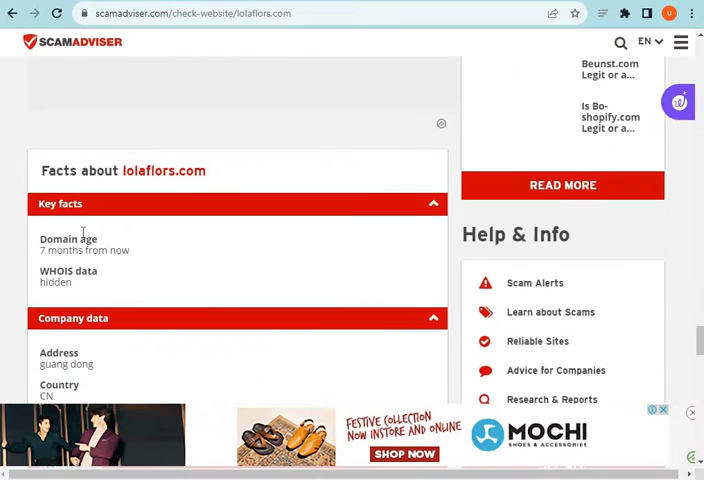 scamadviser.com/check-website/lolaflors.com
U
SCAMADVISER
EN
Beunst.com
Legit or a...
Is Bo-
shopify.com
Legit or a...
READ MORE
Facts about lolaflors.com
Key facts
Domain age
7 months from now
WHOIS data
hidden
Company data
Address
guang dong
Country
CN
Help & Info
Scam Alerts
Learn about Scams
Reliable Sites
Advice for Companies
Research & Reports
FESTIVE COLLECTION
NOW INSTORE AND ONLINE
SHOP NOW
MOCHI
SHOES & ACCESSORIES